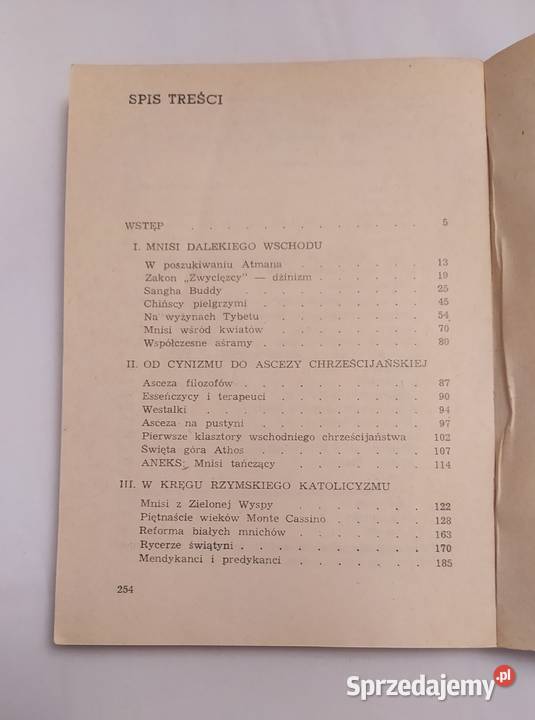 SPIS TREŚCI
WSTĘP . . . . . . . . . . 5
I. MNISI DALEKIEGO WSCHODU
W poszukiwaniu Atmana . . . . . . 13
Zakon „Zwycięzcy" — dżinizm . . . . . 19
Sangha Buddy . . . . . . . . 25
Chińscy pielgrzymi . . . . . . . 45
Na wyżynach Tybetu . . . . . . . 54
Mnisi wśród kwiatów . . . . . . . 70
Współczesne aśramy . . . . . . . 80
II. OD CYNIZMU DO ASCEZY CHRZEŚCIJAŃSKIEJ
Asceza filozofów . . . . . . . . 87
Esseńczycy i terapeuci . . . . . . . 90
Westalki . . . . . . . . . 94
Asceza na pustyni . . . . . . . 97
Pierwsze klasztory wschodniego chrześcijaństwa 102
Święta góra Athos . . . . . . . 107
ANEKS: Mnisi tańczący . . . . . . 114
III. W KRĘGU RZYMSKIEGO KATOLICYZMU
Mnisi z Zielonej Wyspy . . . . . . 122
Piętnaście wieków Monte Cassino . . . . 128
Reforma białych mnichów . . . . . 163
Rycerze świątyni . . . . . . . . 170
Mendykanci i predykanci . . . . . . 185
254
Sprzedajemy.pl